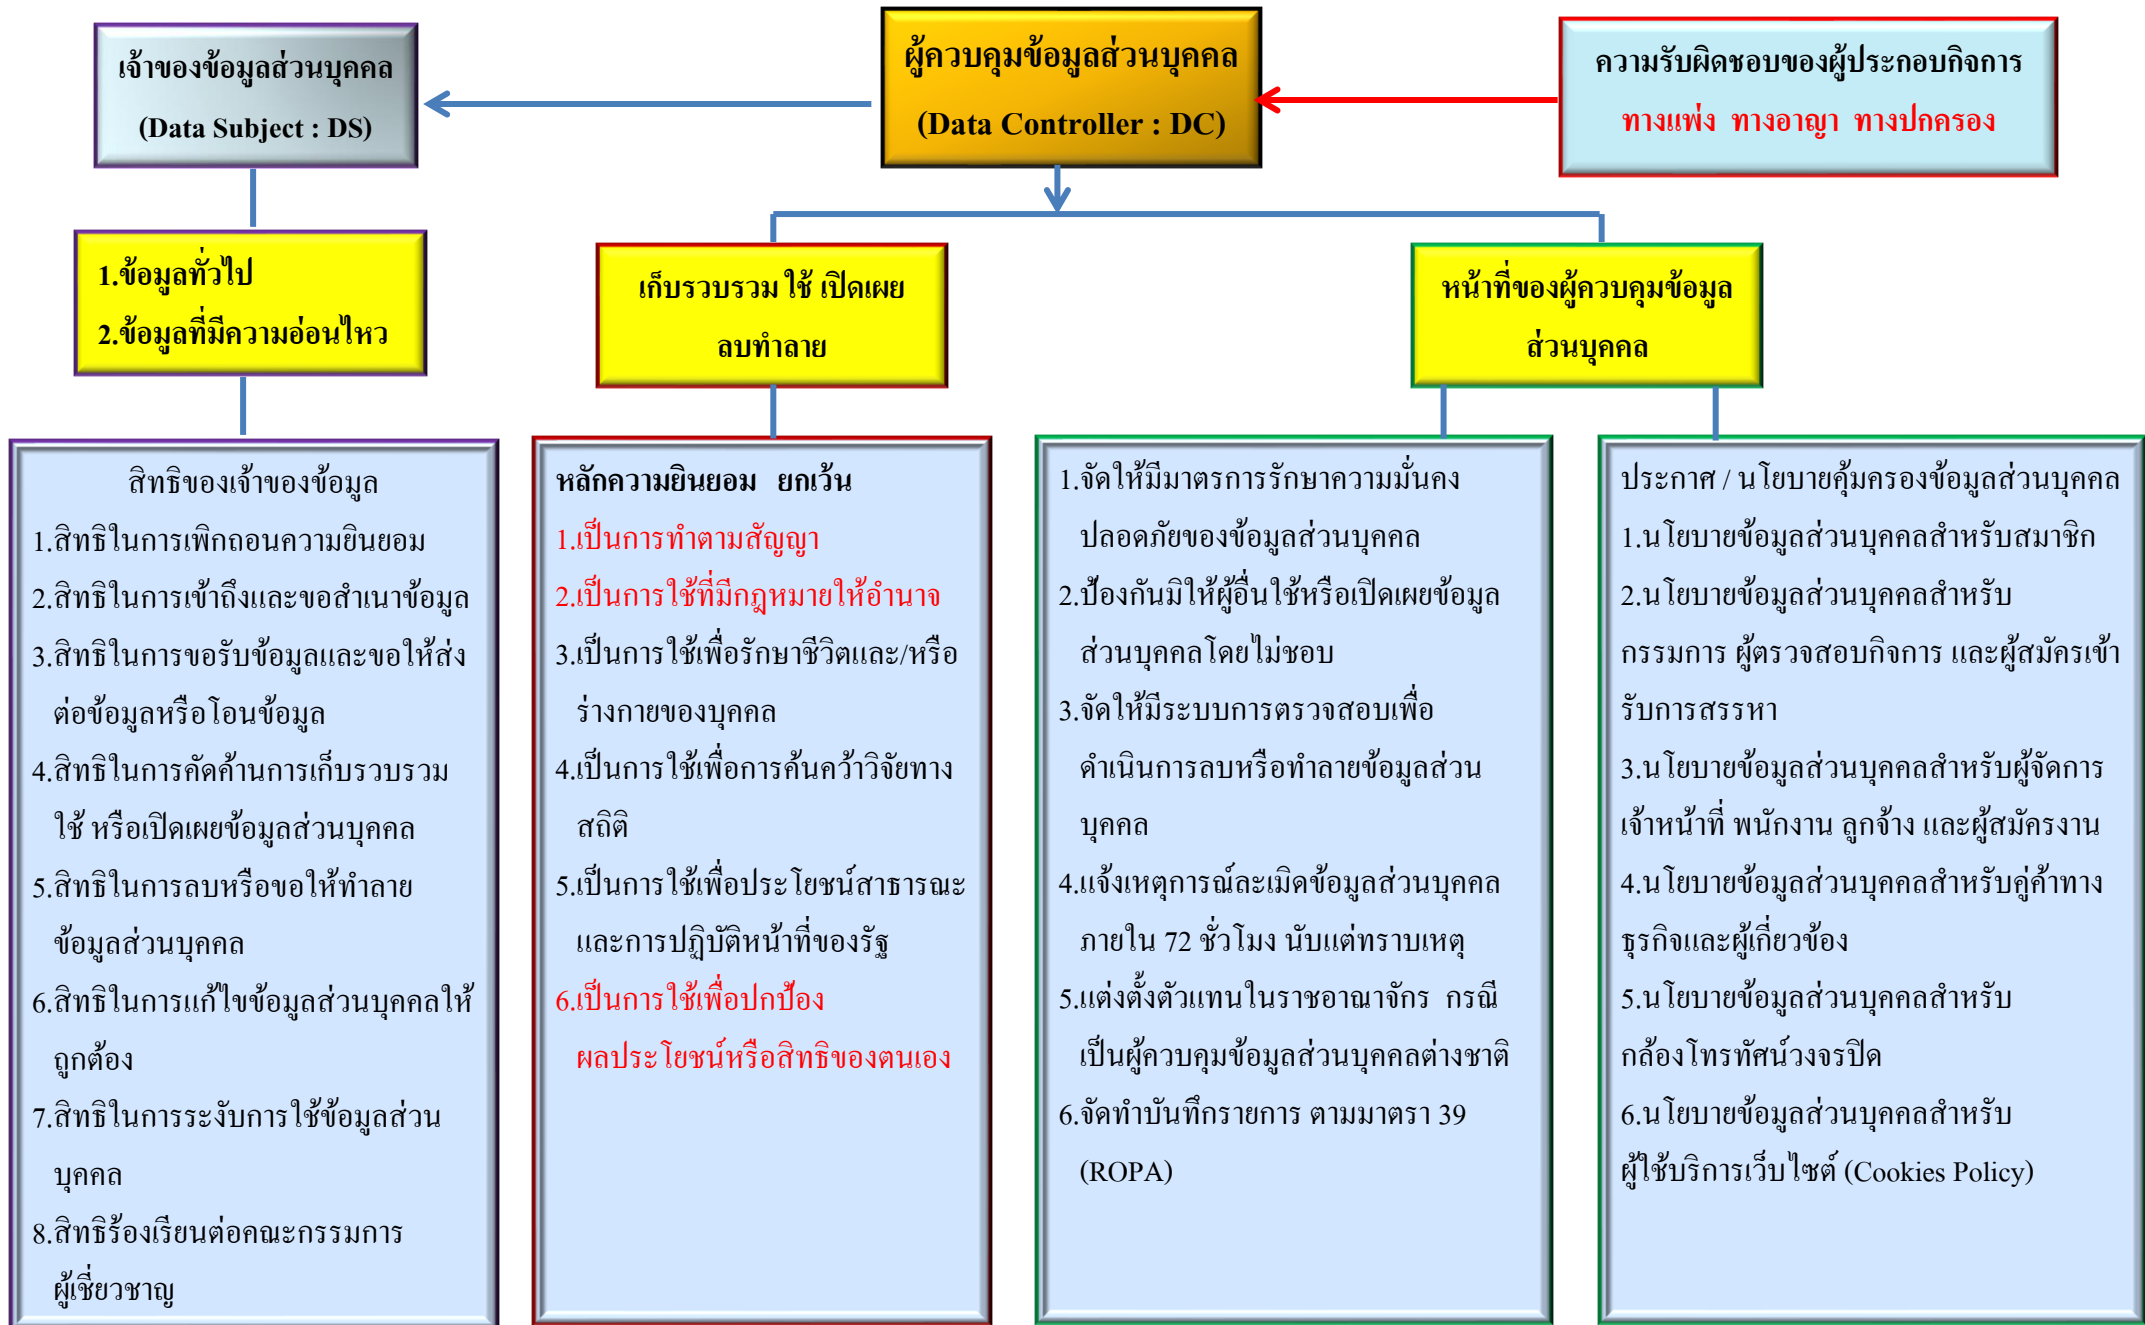 เจ้าของข้อมูลส่วนบุคคล
(Data Subject : DS)
ผู้ควบคุมข้อมูลส่วนบุคคล
(Data Controller : DC)
ความรับผิดชอบของผู้ประกอบกิจการ
ทางแพ่ง ทางอาญา ทางปกครอง
1.ข้อมูลทั่วไป
2.ข้อมูลที่มีความอ่อนไหว
เก็บรวบรวม ใช้ เปิดเผย
ลบทำลาย
หน้าที่ของผู้ควบคุมข้อมูล
ส่วนบุคคล
สิทธิของเจ้าของข้อมูล
1.สิทธิในการเพิกถอนความยินยอม
2.สิทธิในการเข้าถึงและขอสำเนาข้อมูล
3.สิทธิในการขอรับข้อมูลและขอให้ส่ง
ต่อข้อมูลหรือโอนข้อมูล
4.สิทธิในการคัดค้านการเก็บรวบรวม
ใช้ หรือเปิดเผยข้อมูลส่วนบุคคล
5.สิทธิในการลบหรือขอให้ทำลาย
ข้อมูลส่วนบุคคล
6.สิทธิในการแก้ไขข้อมูลส่วนบุคคลให้
ถูกต้อง
7.สิทธิในการระงับการใช้ข้อมูลส่วน
บุคคล
8.สิทธิร้องเรียนต่อคณะกรรมการ
ผู้เชี่ยวชาญ
หลักความยินยอม ยกเว้น
1.เป็นการทำตามสัญญา
2.เป็นการใช้ที่มีกฎหมายให้อำนาจ
3.เป็นการใช้เพื่อรักษาชีวิตและ/หรือ
ร่างกายของบุคคล
4.เป็นการใช้เพื่อการค้นคว้าวิจัยทาง
สถิติ
5.เป็นการใช้เพื่อประโยชน์สาธารณะ
และการปฏิบัติหน้าที่ของรัฐ
6.เป็นการใช้เพื่อปกป้อง
ผลประโยชน์หรือสิทธิของตนเอง
1.จัดให้มีมาตรการรักษาความมั่นคง
ปลอดภัยของข้อมูลส่วนบุคคล
2.ป้องกันมิให้ผู้อื่นใช้หรือเปิดเผยข้อมูล
ส่วนบุคคลโดยไม่ชอบ
3.จัดให้มีระบบการตรวจสอบเพื่อ
ดำเนินการลบหรือทำลายข้อมูลส่วน
บุคคล
4.แจ้งเหตุการณ์ละเมิดข้อมูลส่วนบุคคล
ภายใน 72 ชั่วโมง นับแต่ทราบเหตุ
5.แต่งตั้งตัวแทนในราชอาณาจักร กรณี
เป็นผู้ควบคุมข้อมูลส่วนบุคคลต่างชาติ
6.จัดทำบันทึกรายการ ตามมาตรา 39
(ROPA)
ประกาศ / นโยบายคุ้มครองข้อมูลส่วนบุคคล
1.นโยบายข้อมูลส่วนบุคคลสำหรับสมาชิก
2.นโยบายข้อมูลส่วนบุคคลสำหรับ
กรรมการ ผู้ตรวจสอบกิจการ และผู้สมัครเข้า
รับการสรรหา
3.นโยบายข้อมูลส่วนบุคคลสำหรับผู้จัดการ
เจ้าหน้าที่ พนักงาน ลูกจ้าง และผู้สมัครงาน
4.นโยบายข้อมูลส่วนบุคคลสำหรับคู่ค้าทาง
ธุรกิจและผู้เกี่ยวข้อง
5.นโยบายข้อมูลส่วนบุคคลสำหรับ
กล้องโทรทัศน์วงจรปิด
6.นโยบายข้อมูลส่วนบุคคลสำหรับ
ผู้ใช้บริการเว็บไซต์ (Cookies Policy)